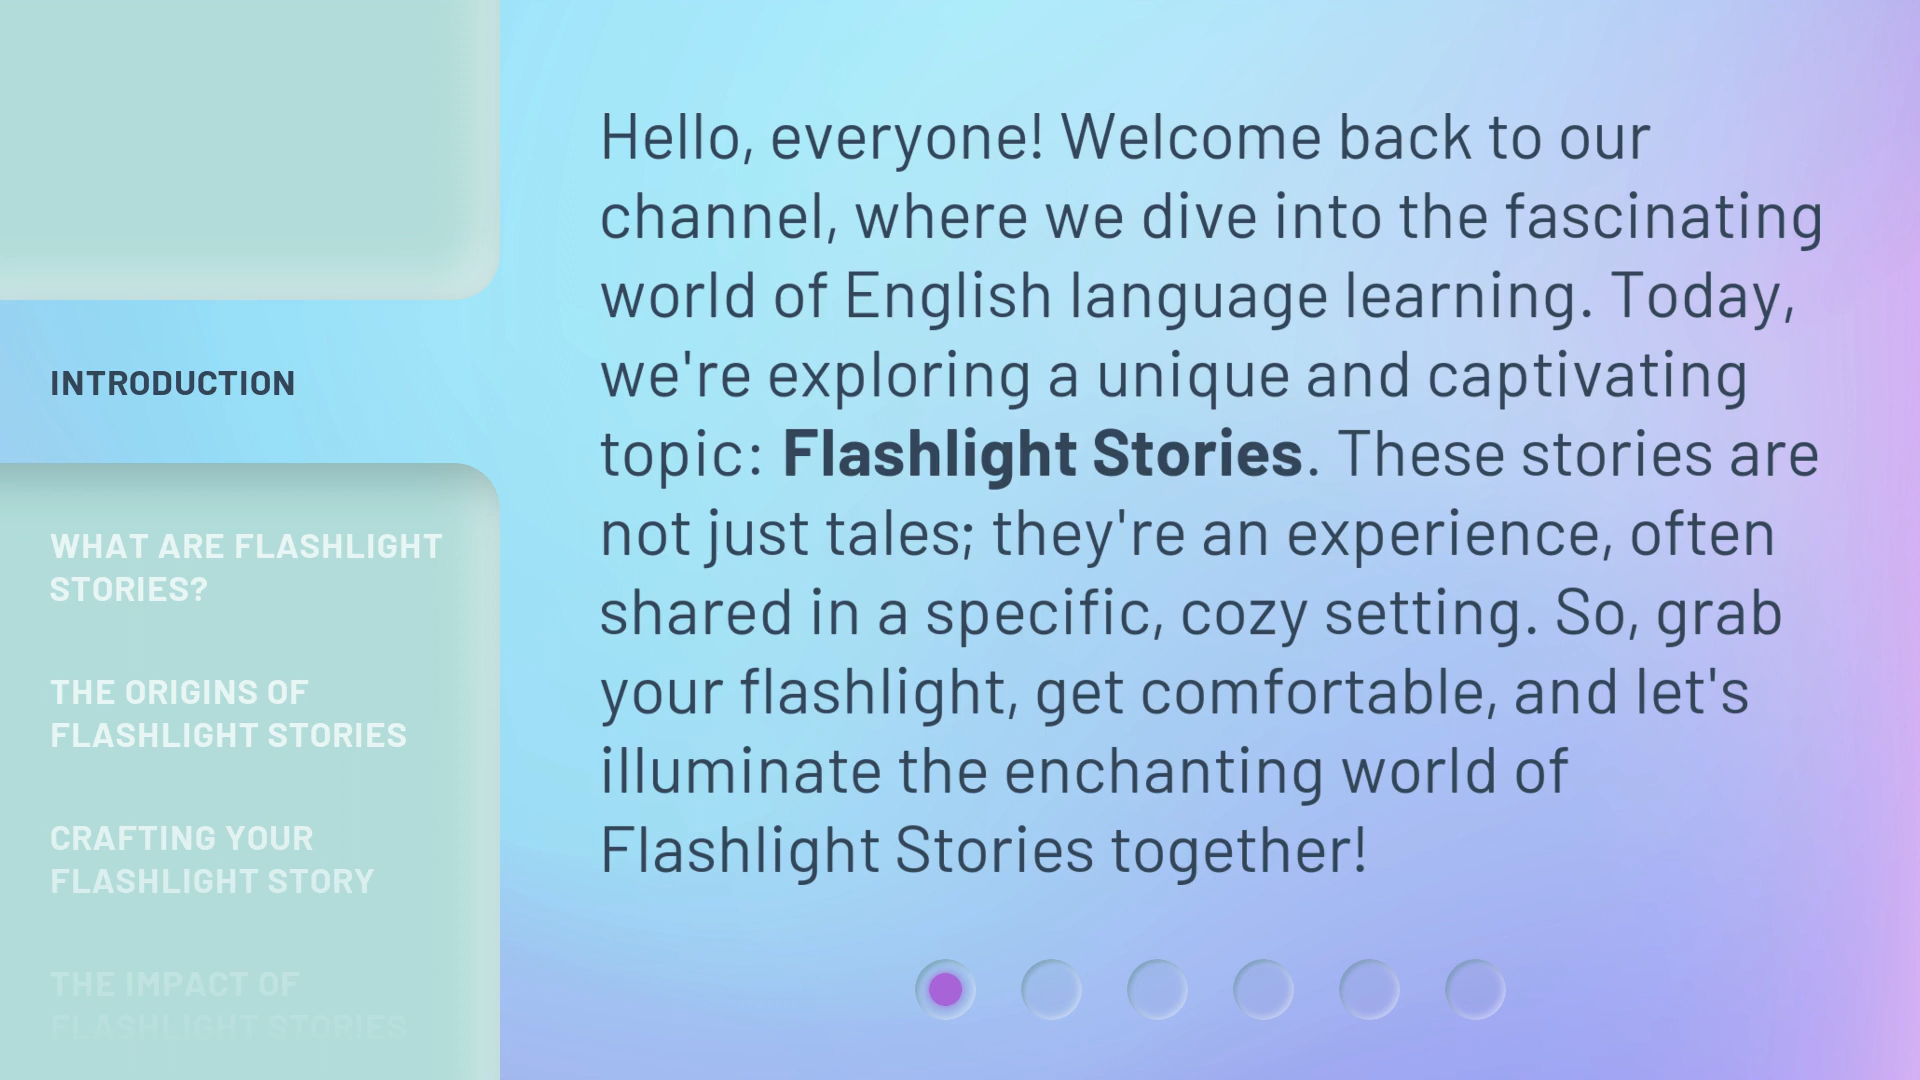 INTRODUCTION
WHAT ARE FLASHLIGHT
STORIES?
THE ORIGINS OF
FLASHLIGHT STORIES
CRAFTING YOUR
FLASHLIGHT STORY
THE IMPACT OF
FLASHLIGHT STORIES
Hello, everyone! Welcome back to our
channel, where we dive into the fascinating
world of English language learning. Today,
we're exploring a unique and captivating
topic: Flashlight Stories. These stories are
not just tales; they're an experience, often
shared in a specific, cozy setting. So, grab
your flashlight, get comfortable, and let's
illuminate the enchanting world of
Flashlight Stories together!